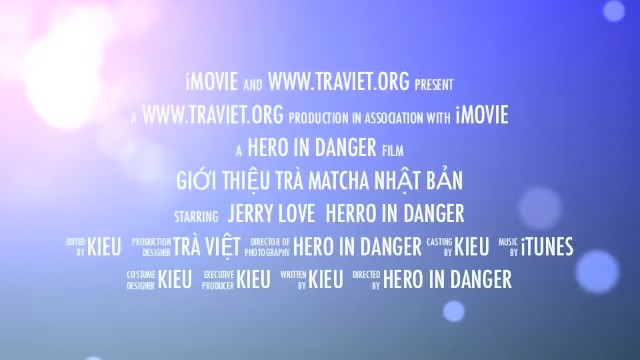 iMOVIE AND WWW.TRAVIET.ORG PRESENT
A WWW.TRAVIET.ORG PRODUCTION IN ASSOCIATION WITH iMOVIE
A HERO IN DANGER FILM
GIỚI THIỆU TRÀ MATCHA NHẬT BẢN
STARRING JERRY LOVE HERRO IN DANGER
EDITED BY KIEU PRODUCTION DESIGNER TRÀ VIỆT DIRECTOR OF PHOTOGRAPHY HERO IN DANGER CASTING BY KIEU MUSIC BY iTUNES
COSTUME DESIGNER KIEU EXECUTIVE PRODUCER KIEU WRITTEN BY KIEU DIRECTED BY HERO IN DANGER